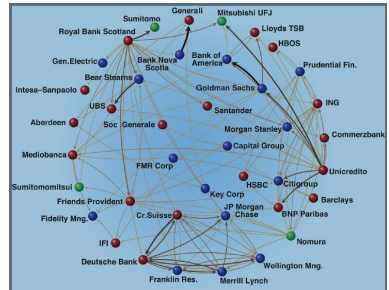 Generali
Sumitomo
Mitsubishi UFJ
Royal Bank Scotland
Lloyds TSB
HBOS
Bank Nova
Scotia
Bank of
America
Gen.Electric
Prudential Fin.
Bear Stearns
Goldman Sachs
Intesa-Sanpaolo
UBS
Santander
ING
Aberdeen
Soc.Generale
Morgan Stanley
Commerzbank
Capital Group
Mediobanca
FMR Corp
Unicredito
HSBC
Citigroup
Sumitomomitsui
Key Corp
Barclays
Friends Provident
JP Morgan
Chase
BNP Paribas
Fidelity Mng.
Cr.Suisse
Nomura
IFI
Deutsche Bank
Wellington Mng.
Franklin Res.
Merrill Lynch